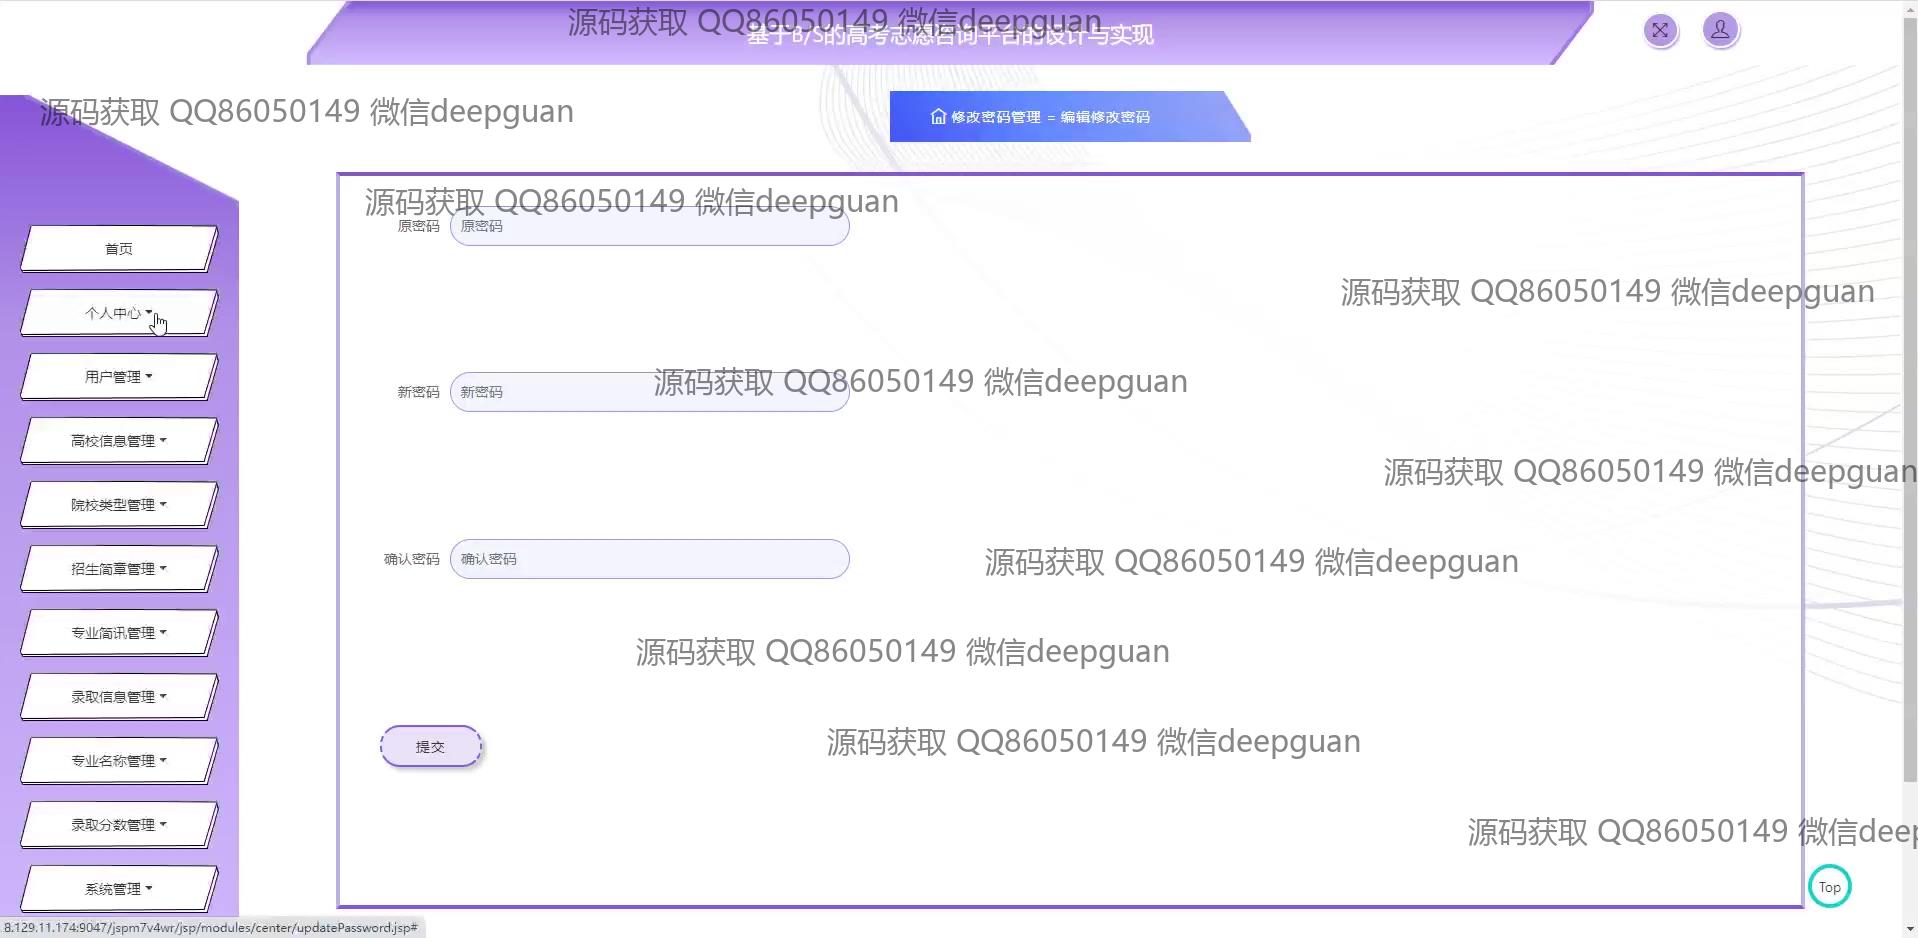 源码获取 QQ86050149 微信deepguan
基于B/S的高考志愿咨询平台的设计与实现
源码获取 QQ86050149 微信deepguan
修改密码管理 = 编辑修改密码
源码获取 QQ86050149 微信deepguan
原密码 原密码
首页
源码获取 QQ86050149 微信deepguan
个人中心
用户管理
源码获取 QQ86050149 微信deepguan
新密码 新密码
高校信息管理
源码获取 QQ86050149 微信deepguan
院校类型管理
确认密码 确认密码
源码获取 QQ86050149 微信deepguan
招生简章管理
专业简讯管理
源码获取 QQ86050149 微信deepguan
录取信息管理
提交
源码获取 QQ86050149 微信deepguan
专业名称管理
录取分数管理
源码获取 QQ86050149 微信deep
系统管理
Top
8.129.11.174:9047/jspm7v4wr/jsp/modules/center/updatePassword.jsp#